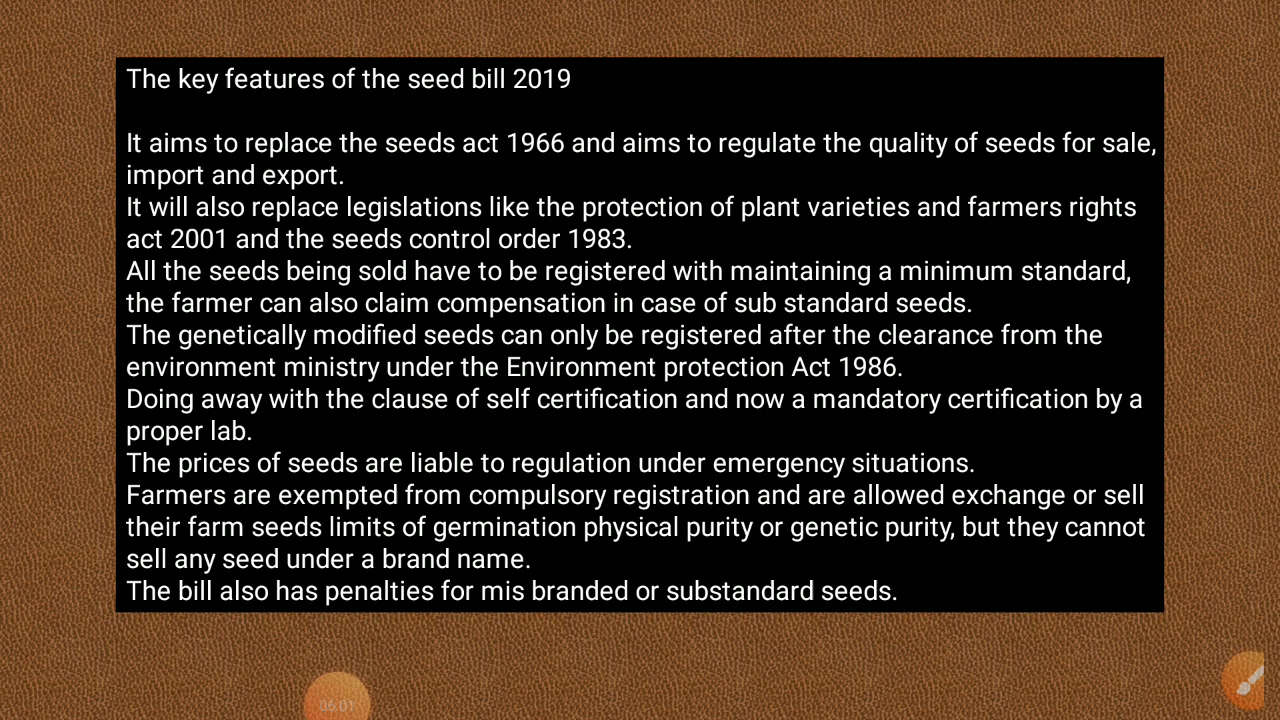 The key features of the seed bill 2019
It aims to replace the seeds act 1966 and aims to regulate the quality of seeds for sale,
import and export.
It will also replace legislations like the protection of plant varieties and farmers rights
act 2001 and the seeds control order 1983.
All the seeds being sold have to be registered with maintaining a minimum standard,
the farmer can also claim compensation in case of sub standard seeds.
The genetically modified seeds can only be registered after the clearance from the
environment ministry under the Environment protection Act 1986.
Doing away with the clause of self certification and now a mandatory certification by a
proper lab.
The prices of seeds are liable to regulation under emergency situations.
Farmers are exempted from compulsory registration and are allowed exchange or sell
their farm seeds limits of germination physical purity or genetic purity, but they cannot
sell any seed under a brand name.
The bill also has penalties for mis branded or substandard seeds.
06:01